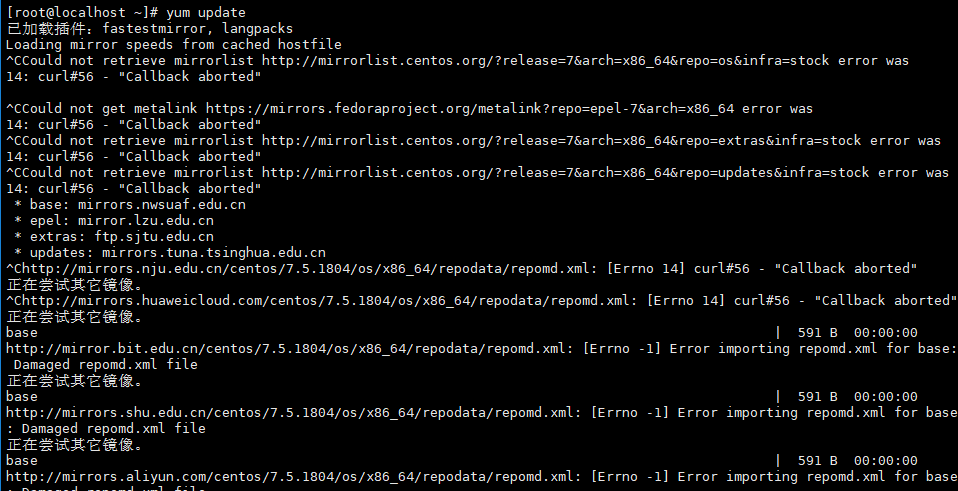 [root@localhost ~]# yum update
已加载插件：fastestmirror, langpacks
Loading mirror speeds from cached hostfile
^CCould not retrieve mirrorlist http://mirrorlist.centos.org/?release=7&arch=x86_64&repo=os&infra=stock error was
14: curl#56 - "Callback aborted"
^CCould not get metalink https://mirrors.fedoraproject.org/metalink?repo=epel-7&arch=x86_64 error was
14: curl#56 - "Callback aborted"
^CCould not retrieve mirrorlist http://mirrorlist.centos.org/?release=7&arch=x86_64&repo=extras&infra=stock error was
14: curl#56 - "Callback aborted"
^CCould not retrieve mirrorlist http://mirrorlist.centos.org/?release=7&arch=x86_64&repo=updates&infra=stock error was
14: curl#56 - "Callback aborted"
 * base: mirrors.nwsuaf.edu.cn
 * epel: mirror.lzu.edu.cn
 * extras: ftp.sjtu.edu.cn
 * updates: mirrors.tuna.tsinghua.edu.cn
^Chttp://mirrors.nju.edu.cn/centos/7.5.1804/os/x86_64/repodata/repomd.xml: [Errno 14] curl#56 - "Callback aborted"
正在尝试其它镜像。
^Chttp://mirrors.huaweicloud.com/centos/7.5.1804/os/x86_64/repodata/repomd.xml: [Errno 14] curl#56 - "Callback aborted"
正在尝试其它镜像。
base | 591 B 00:00:00
http://mirror.bit.edu.cn/centos/7.5.1804/os/x86_64/repodata/repomd.xml: [Errno -1] Error importing repomd.xml for base:
 Damaged repomd.xml file
正在尝试其它镜像。
base | 591 B 00:00:00
http://mirrors.shu.edu.cn/centos/7.5.1804/os/x86_64/repodata/repomd.xml: [Errno -1] Error importing repomd.xml for base
: Damaged repomd.xml file
正在尝试其它镜像。
base | 591 B 00:00:00
http://mirrors.aliyun.com/centos/7.5.1804/os/x86_64/repodata/repomd.xml: [Errno -1] Error importing repomd.xml for base
: Damaged repomd.xml file